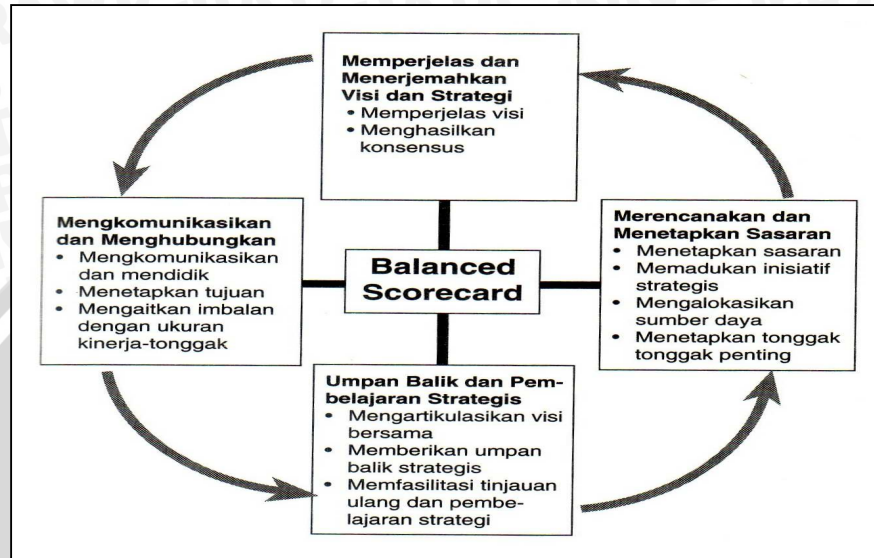 Memperjelas dan
Menerjemahkan
Visi dan Strategi
• Memperjelas visi
• Menghasilkan
konsensus
Mengkomunikasikan
dan Menghubungkan
• Mengkomunikasikan
dan mendidik
• Menetapkan tujuan
• Mengaitkan imbalan
dengan ukuran
kinerja-tonggak
Balanced
Scorecard
Merencanakan dan
Menetapkan Sasaran
• Menetapkan sasaran
• Memadukan inisiatif
strategis
• Mengalokasikan
sumber daya
• Menetapkan tonggak
tonggak penting
Umpan Balik dan Pem-
belajaran Strategis
• Mengartikulasikan visi
bersama
• Memberikan umpan
balik strategis
• Memfasilitasi tinjauan
ulang dan pembe-
lajaran strategi